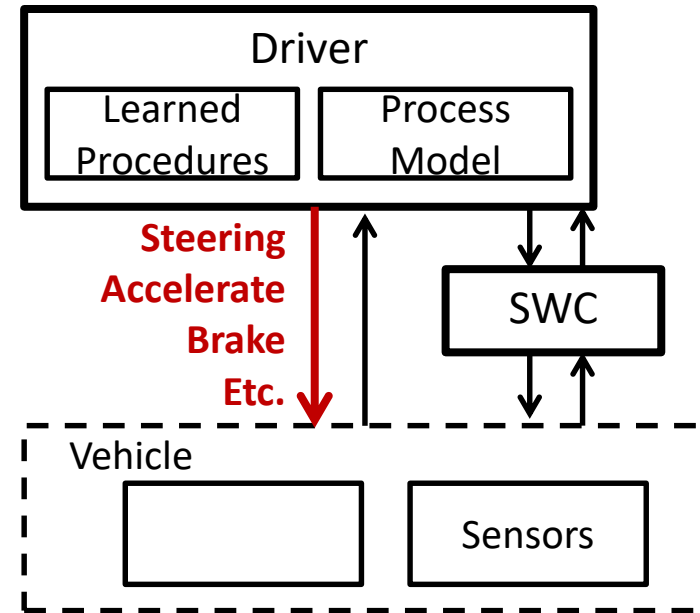 Driver
Learned
Procedures
Process
Model
Steering
Accelerate
Brake
Etc.
SWC
Vehicle
Sensors